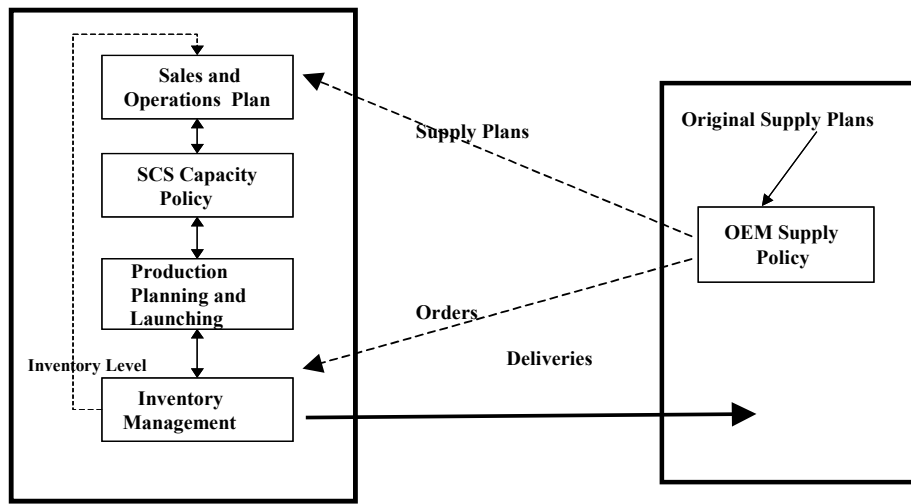 Sales and
Operations Plan
SCS Capacity
Policy
Production
Planning and
Launching
Inventory Level
Inventory
Management
Supply Plans
Orders
Deliveries
Original Supply Plans
OEM Supply
Policy